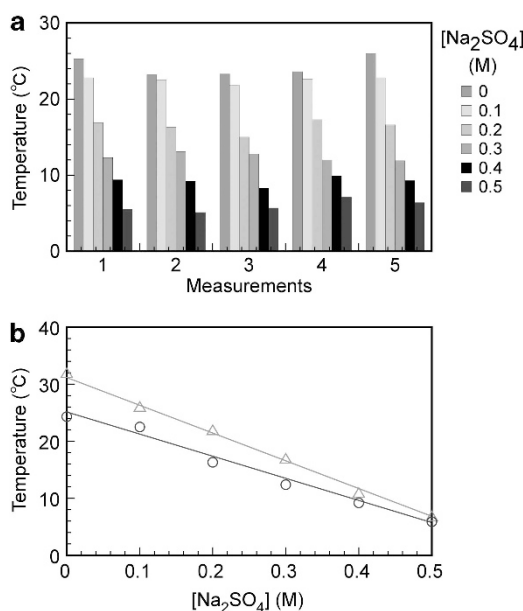 a
30
20
10
0
Temperature (°C)
1 2 3 4 5
Measurements
[Na₂SO₄]
(M)
0
0.1
0.2
0.3
0.4
0.5
b
40
30
20
10
0
Temperature (°C)
0 0.1 0.2 0.3 0.4 0.5
[Na₂SO₄] (M)